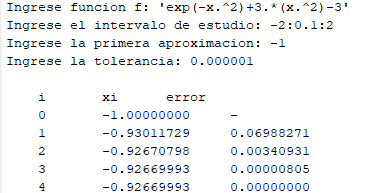 Ingrese funcion f: 'exp(-x.^2)+3.*(x.^2)-3'
Ingrese el intervalo de estudio: -2:0.1:2
Ingrese la primera aproximacion: -1
Ingrese la tolerancia: 0.000001
i xi error
0 -1.00000000 -
1 -0.93011729 0.06988271
2 -0.92670798 0.00340931
3 -0.92669993 0.00000805
4 -0.92669993 0.00000000